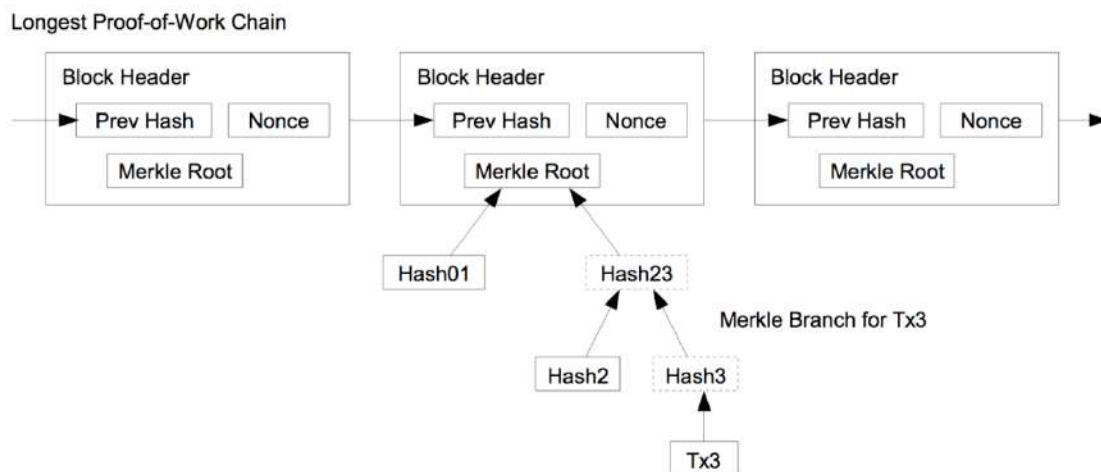 Longest Proof-of-Work Chain
Block Header Block Header Block Header
Prev Hash Nonce Prev Hash Nonce Prev Hash Nonce
Merkle Root Merkle Root Merkle Root
Hash01 Hash23
Merkle Branch for Tx3
Hash2 Hash3
Tx3